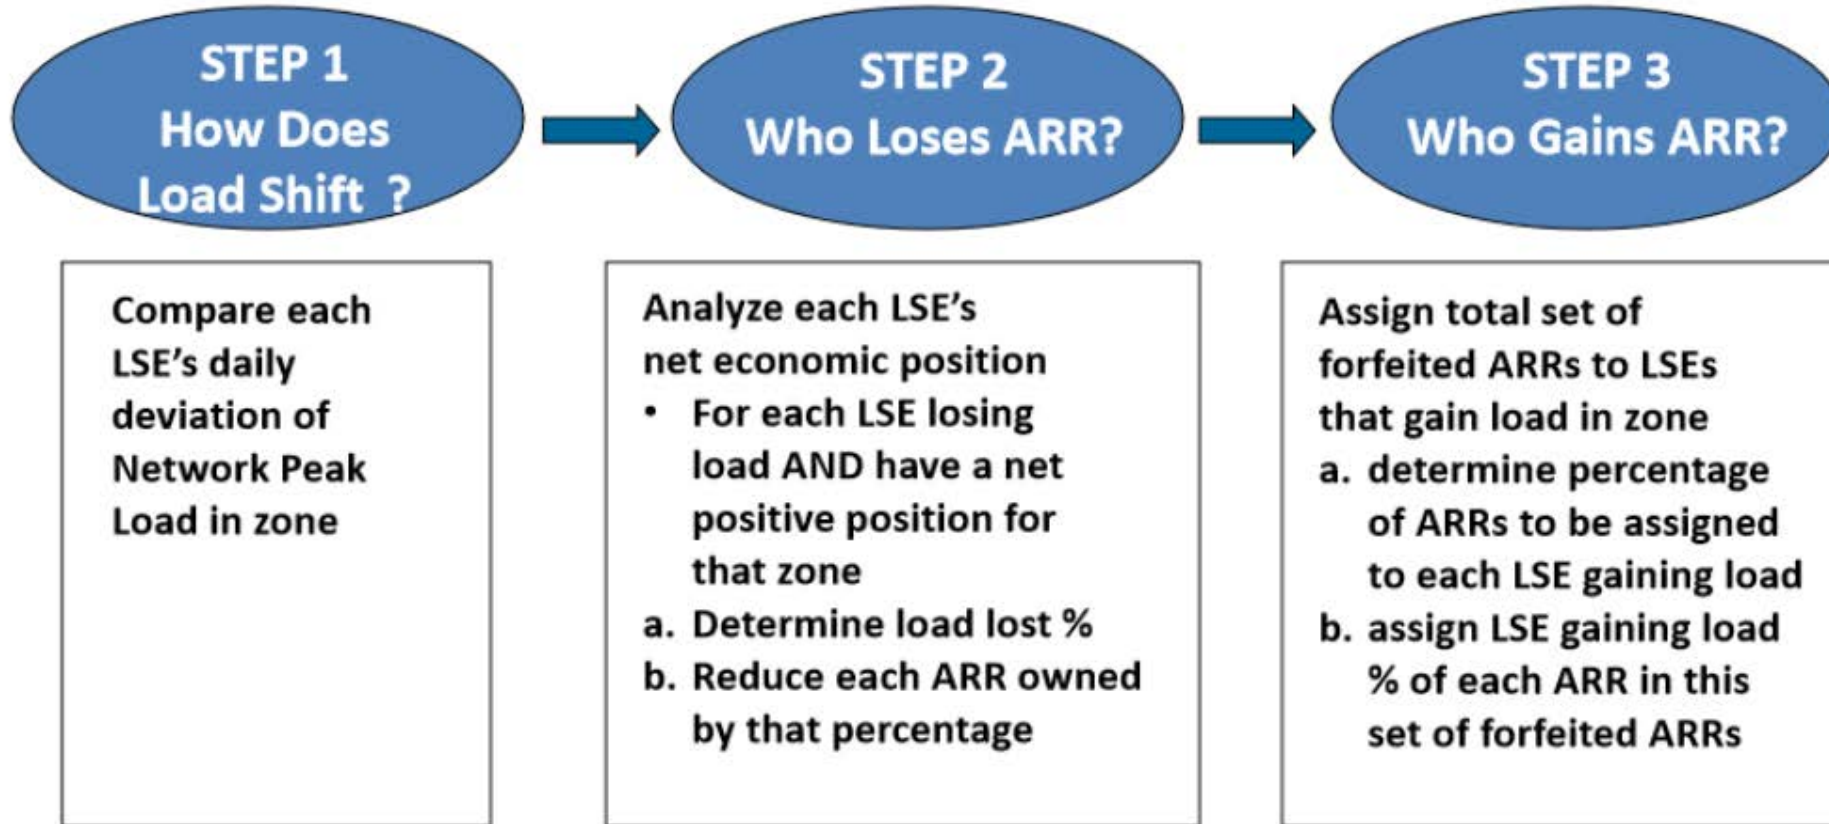 STEP 1
How Does
Load Shift ?
STEP 2
Who Loses ARR?
STEP 3
Who Gains ARR?
Compare each
LSE's daily
deviation of
Network Peak
Load in zone
Analyze each LSE's
net economic position
• For each LSE losing
load AND have a net
positive position for
that zone
a. Determine load lost %
b. Reduce each ARR owned
by that percentage
Assign total set of
forfeited ARRs to LSEs
that gain load in zone
a. determine percentage
of ARRs to be assigned
to each LSE gaining load
b. assign LSE gaining load
% of each ARR in this
set of forfeited ARRs